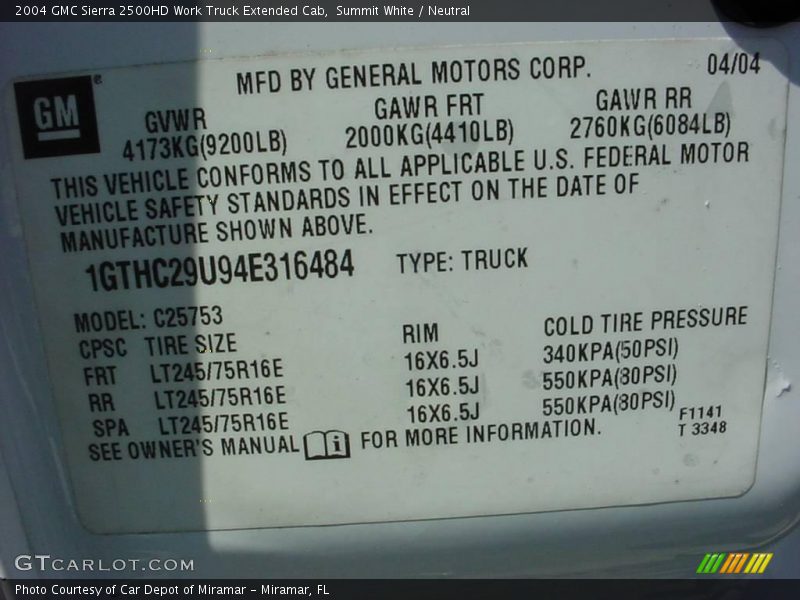 2004 GMC Sierra 2500HD Work Truck Extended Cab,  Summit White / Neutral
GM ®
MFD BY GENERAL MOTORS CORP. 04/04
GVWR GAWR FRT GAWR RR
4173KG(9200LB) 2000KG(4410LB) 2760KG(6084LB)
THIS VEHICLE CONFORMS TO ALL APPLICABLE U.S. FEDERAL MOTOR
VEHICLE SAFETY STANDARDS IN EFFECT ON THE DATE OF
MANUFACTURE SHOWN ABOVE.
1GTHC29U94E316484 TYPE: TRUCK
MODEL: C25753
CPSC TIRE SIZE RIM COLD TIRE PRESSURE
FRT LT245/75R16E 16X6.5J 340KPA(50PSI)
RR LT245/75R16E 16X6.5J 550KPA(80PSI)
SPA LT245/75R16E 16X6.5J 550KPA(80PSI)
SEE OWNER'S MANUAL i FOR MORE INFORMATION.
F1141
T 3348
GTCARLOT.COM
Photo Courtesy of Car Depot of Miramar - Miramar, FL